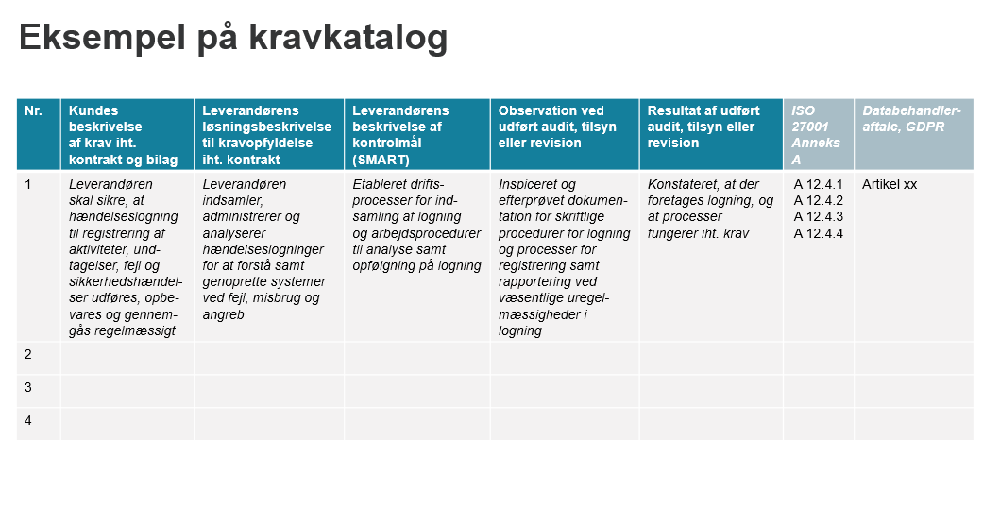 Eksempel på kravkatalog
Nr.
Kundes
beskrivelse
af krav iht.
kontrakt og bilag
Leverandørens
løsningsbeskrivelse
til kravopfyldelse
iht. kontrakt
Leverandørens
beskrivelse af
kontrolmål
(SMART)
Observation ved
udført audit, tilsyn
eller revision
Resultat af udført
audit, tilsyn eller
revision
ISO
27001
Anneks
A
Databehandler-
aftale, GDPR
1
Leverandøren
skal sikre, at
hændelseslogning
til registrering af
aktiviteter, und-
tagelser, fejl og
sikkerhedshændel-
ser udføres, opbe-
vares og gennem-
gås regelmæssigt
Leverandøren
indsamler,
administrerer og
analyserer
hændelseslogninger
for at forstå samt
genoprette systemer
ved fejl, misbrug og
angreb
Etableret drifts-
processer for ind-
samling af logning
og arbejdsprocedurer
til analyse samt
opfølgning på logning
Inspiceret og
efterprøvet dokumen-
tation for skriftlige
procedurer for logning
og processer for
registrering samt
rapportering ved
væsentlige uregel-
mæssigheder i
logning
Konstateret, at der
foretages logning, og
at processer
fungerer iht. krav
A 12.4.1
A 12.4.2
A 12.4.3
A 12.4.4
Artikel xx
2
3
4